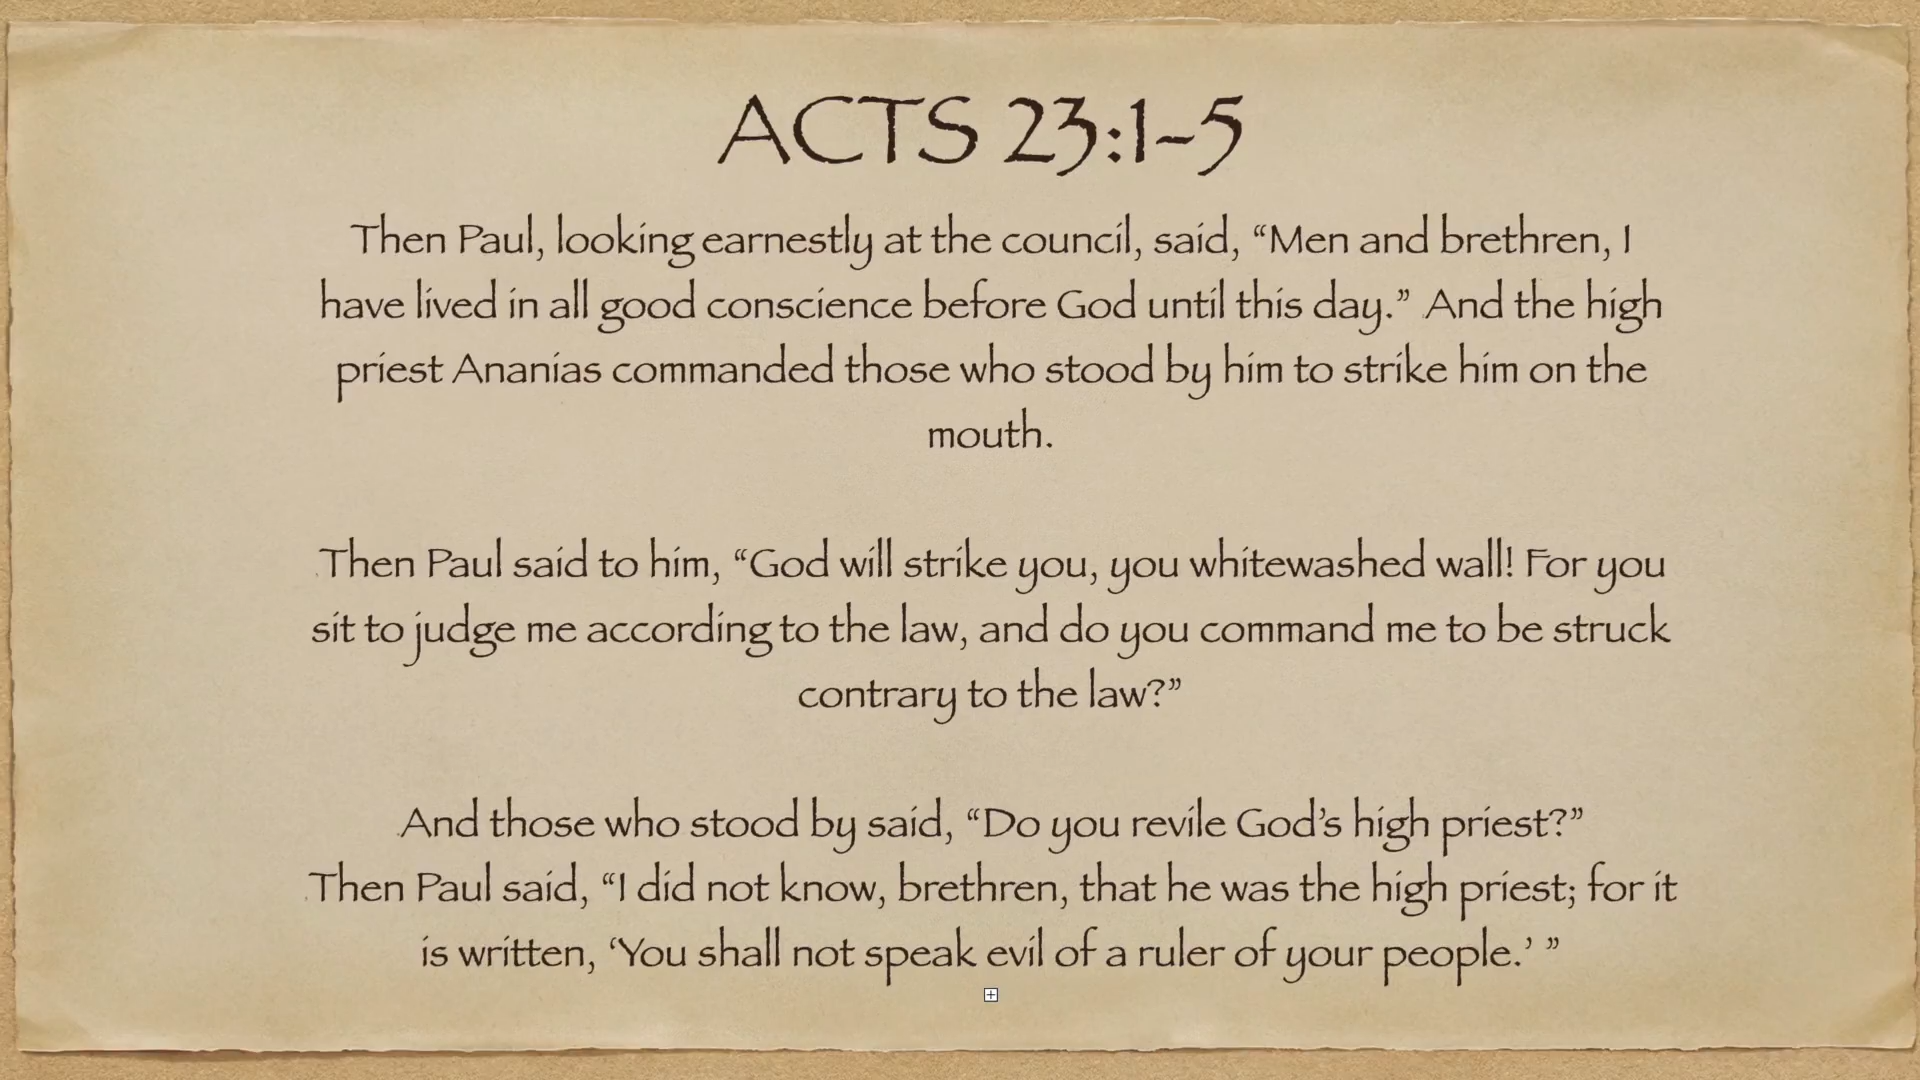 ACTS 23:1-5
Then Paul, looking earnestly at the council, said, “Men and brethren, I
have lived in all good conscience before God until this day.” And the high
priest Ananias commanded those who stood by him to strike him on the
mouth.
Then Paul said to him, “God will strike you, you whitewashed wall! For you
sit to judge me according to the law, and do you command me to be struck
contrary to the law?”
And those who stood by said, “Do you revile God’s high priest?”
Then Paul said, “I did not know, brethren, that he was the high priest; for it
is written, ‘You shall not speak evil of a ruler of your people.’ ”